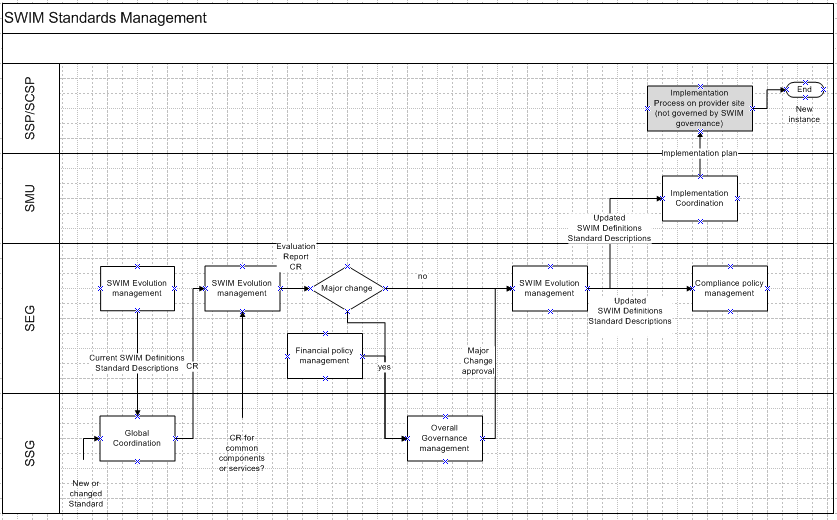 SWIM Standards Management
SSP/SCSP
Implementation
Process on provider site
(not governed by SWIM
governance)
End
New
instance
Implementation plan
SMU
Implementation
Coordination
Updated
SWIM Definitions
Standard Descriptions
SEG
SWIM Evolution
management
SWIM Evolution
management
Evaluation
Report
CR
Major change
no
SWIM Evolution
management
Compliance policy
management
Updated
SWIM Definitions
Standard Descriptions
Financial policy
management
yes
Major
Change
approval
Current SWIM Definitions
Standard Descriptions
CR
SSG
Global
Coordination
CR for
common
components
or services?
Overall
Governance
management
New or
changed
Standard